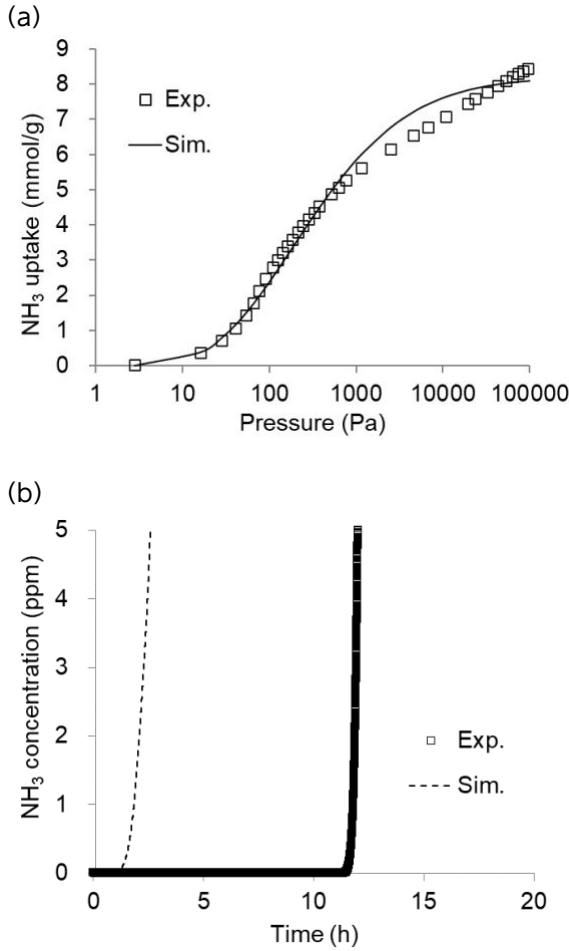 (a)
9
8
7
6
5
4
3
2
1
0
NH₃ uptake (mmol/g)
Exp.
Sim.
1 10 100 1000 10000 100000
Pressure (Pa)
(b)
5
4
3
2
1
0
NH₃ concentration (ppm)
Exp.
Sim.
0 5 10 15 20
Time (h)